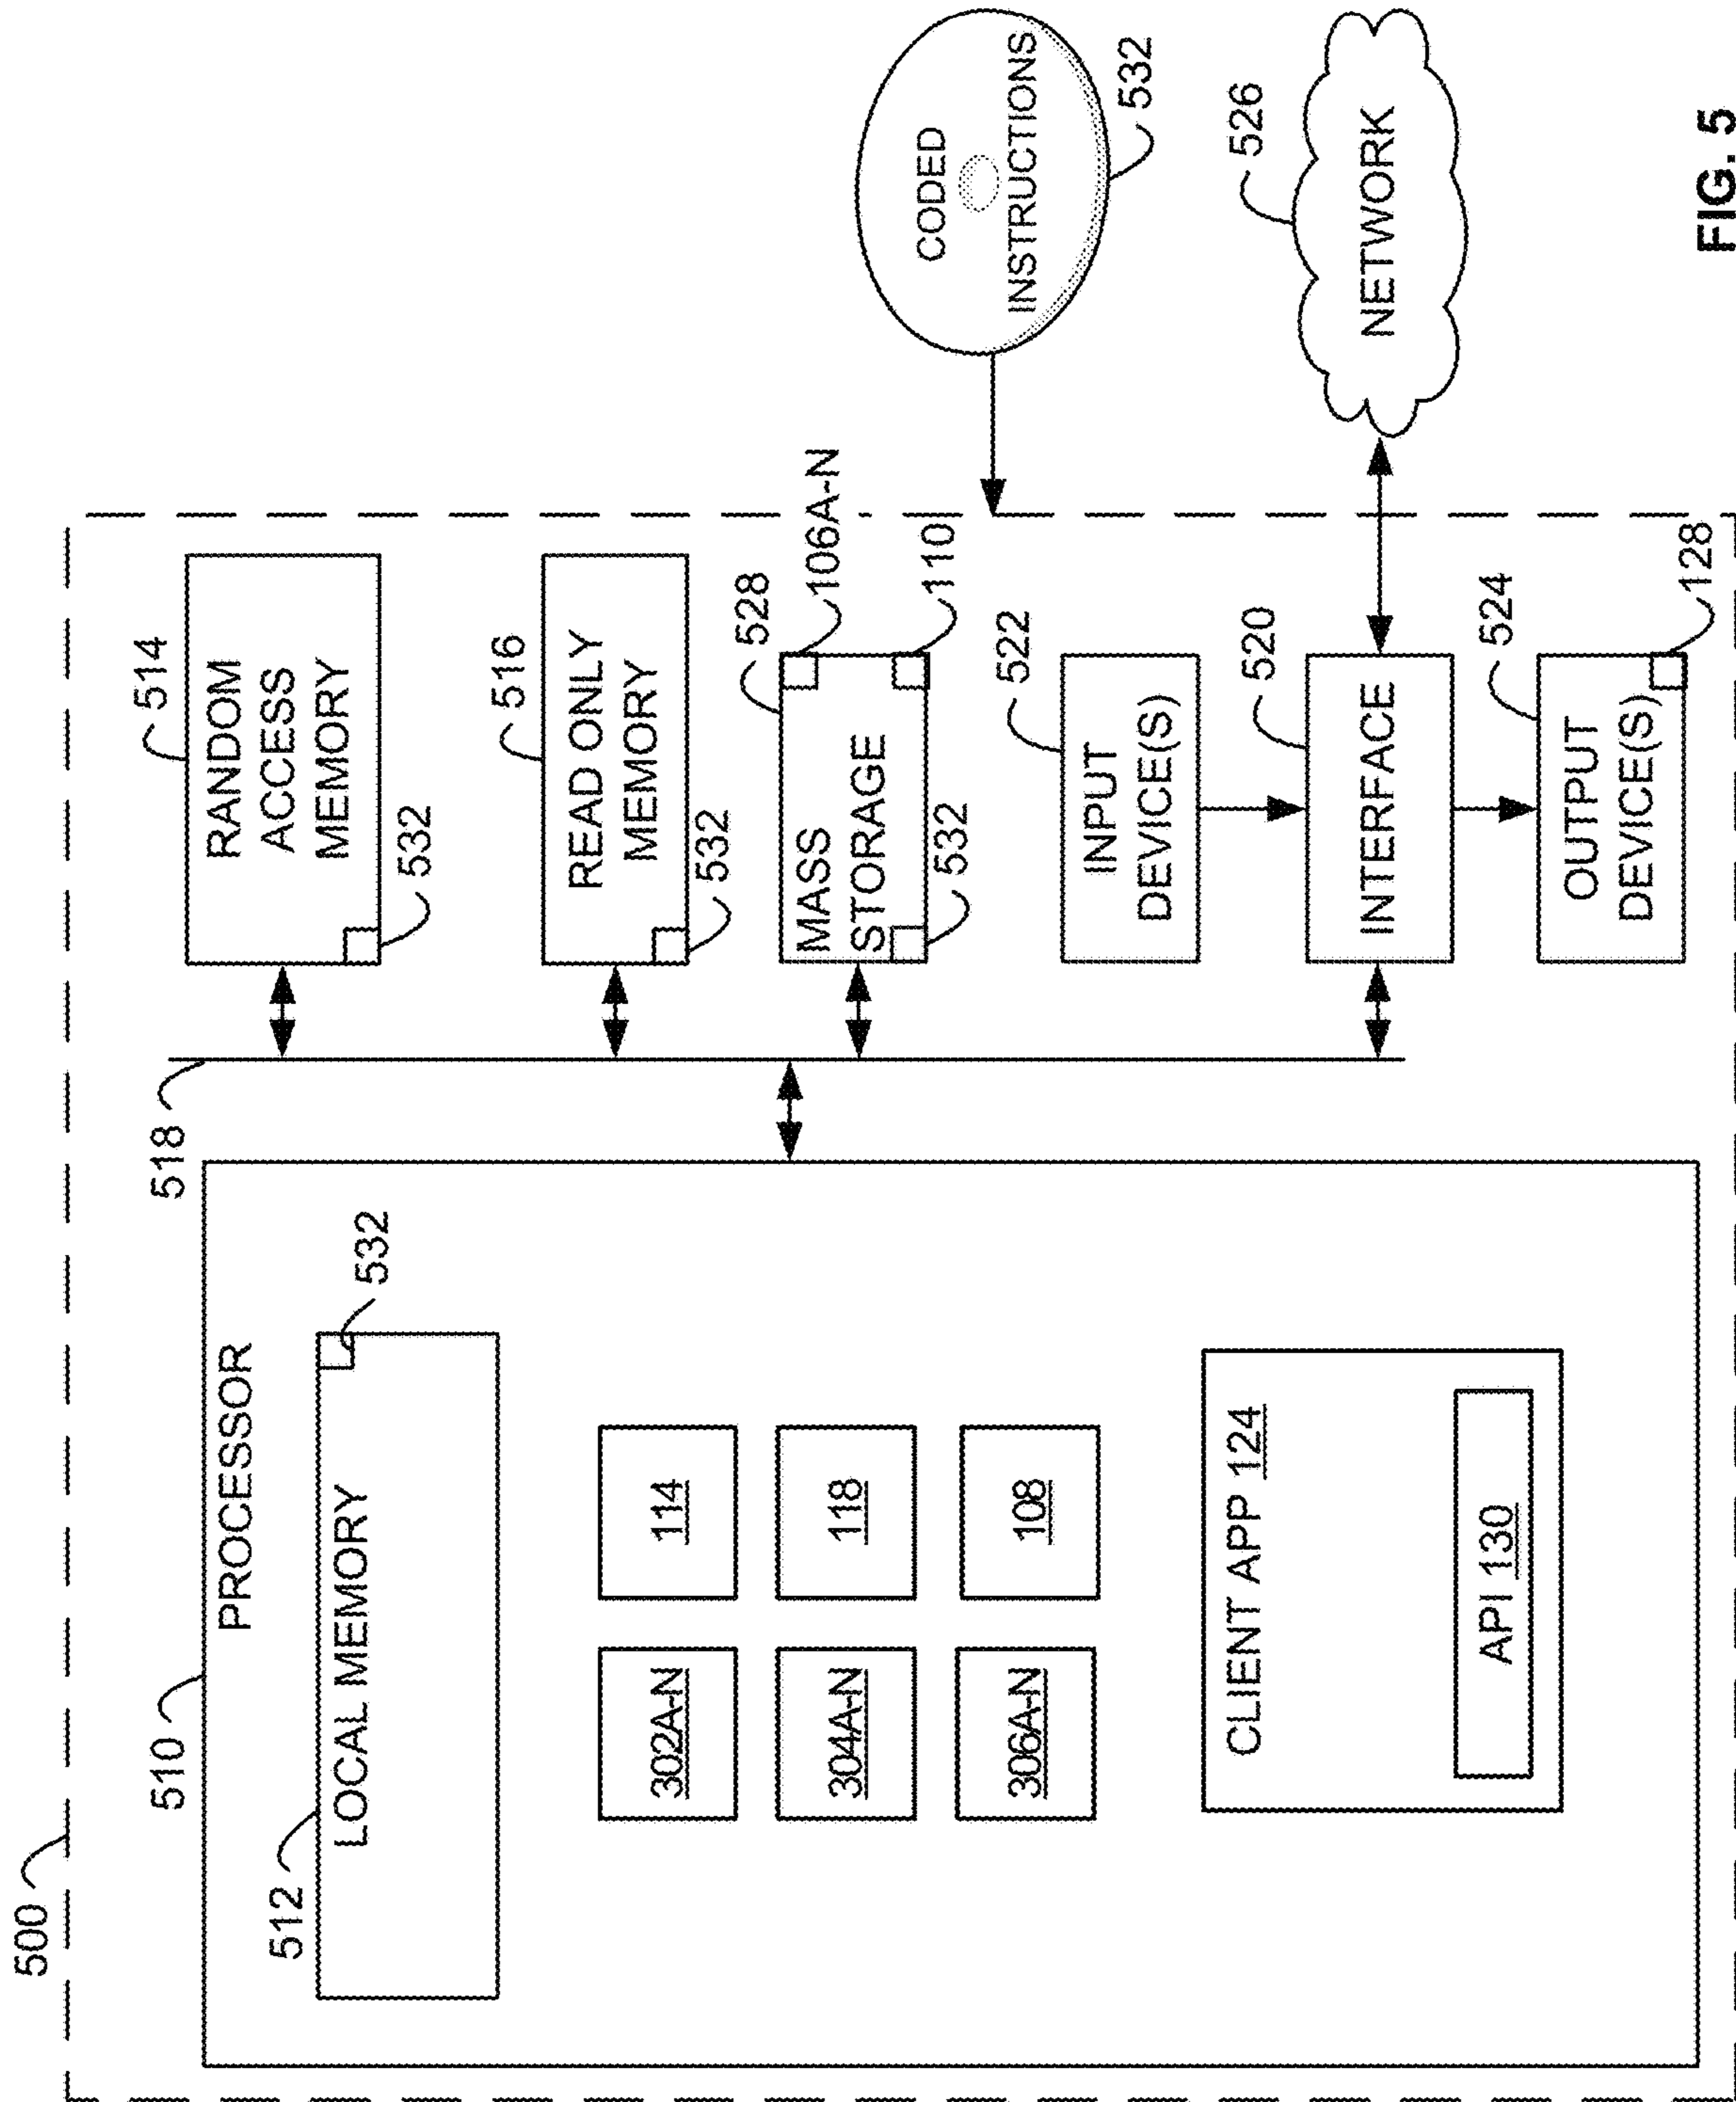 500
510
PROCESSOR
512
LOCAL MEMORY
532
302A-N
114
304A-N
118
306A-N
108
CLIENT APP 124
API 130
518
514
RANDOM
ACCESS
MEMORY
532
516
READ ONLY
MEMORY
532
528
MASS
STORAGE
106A-N
110
532
522
INPUT
DEVICE(S)
520
INTERFACE
524
OUTPUT
DEVICE(S)
128
CODED
INSTRUCTIONS
532
526
NETWORK
FIG. 5